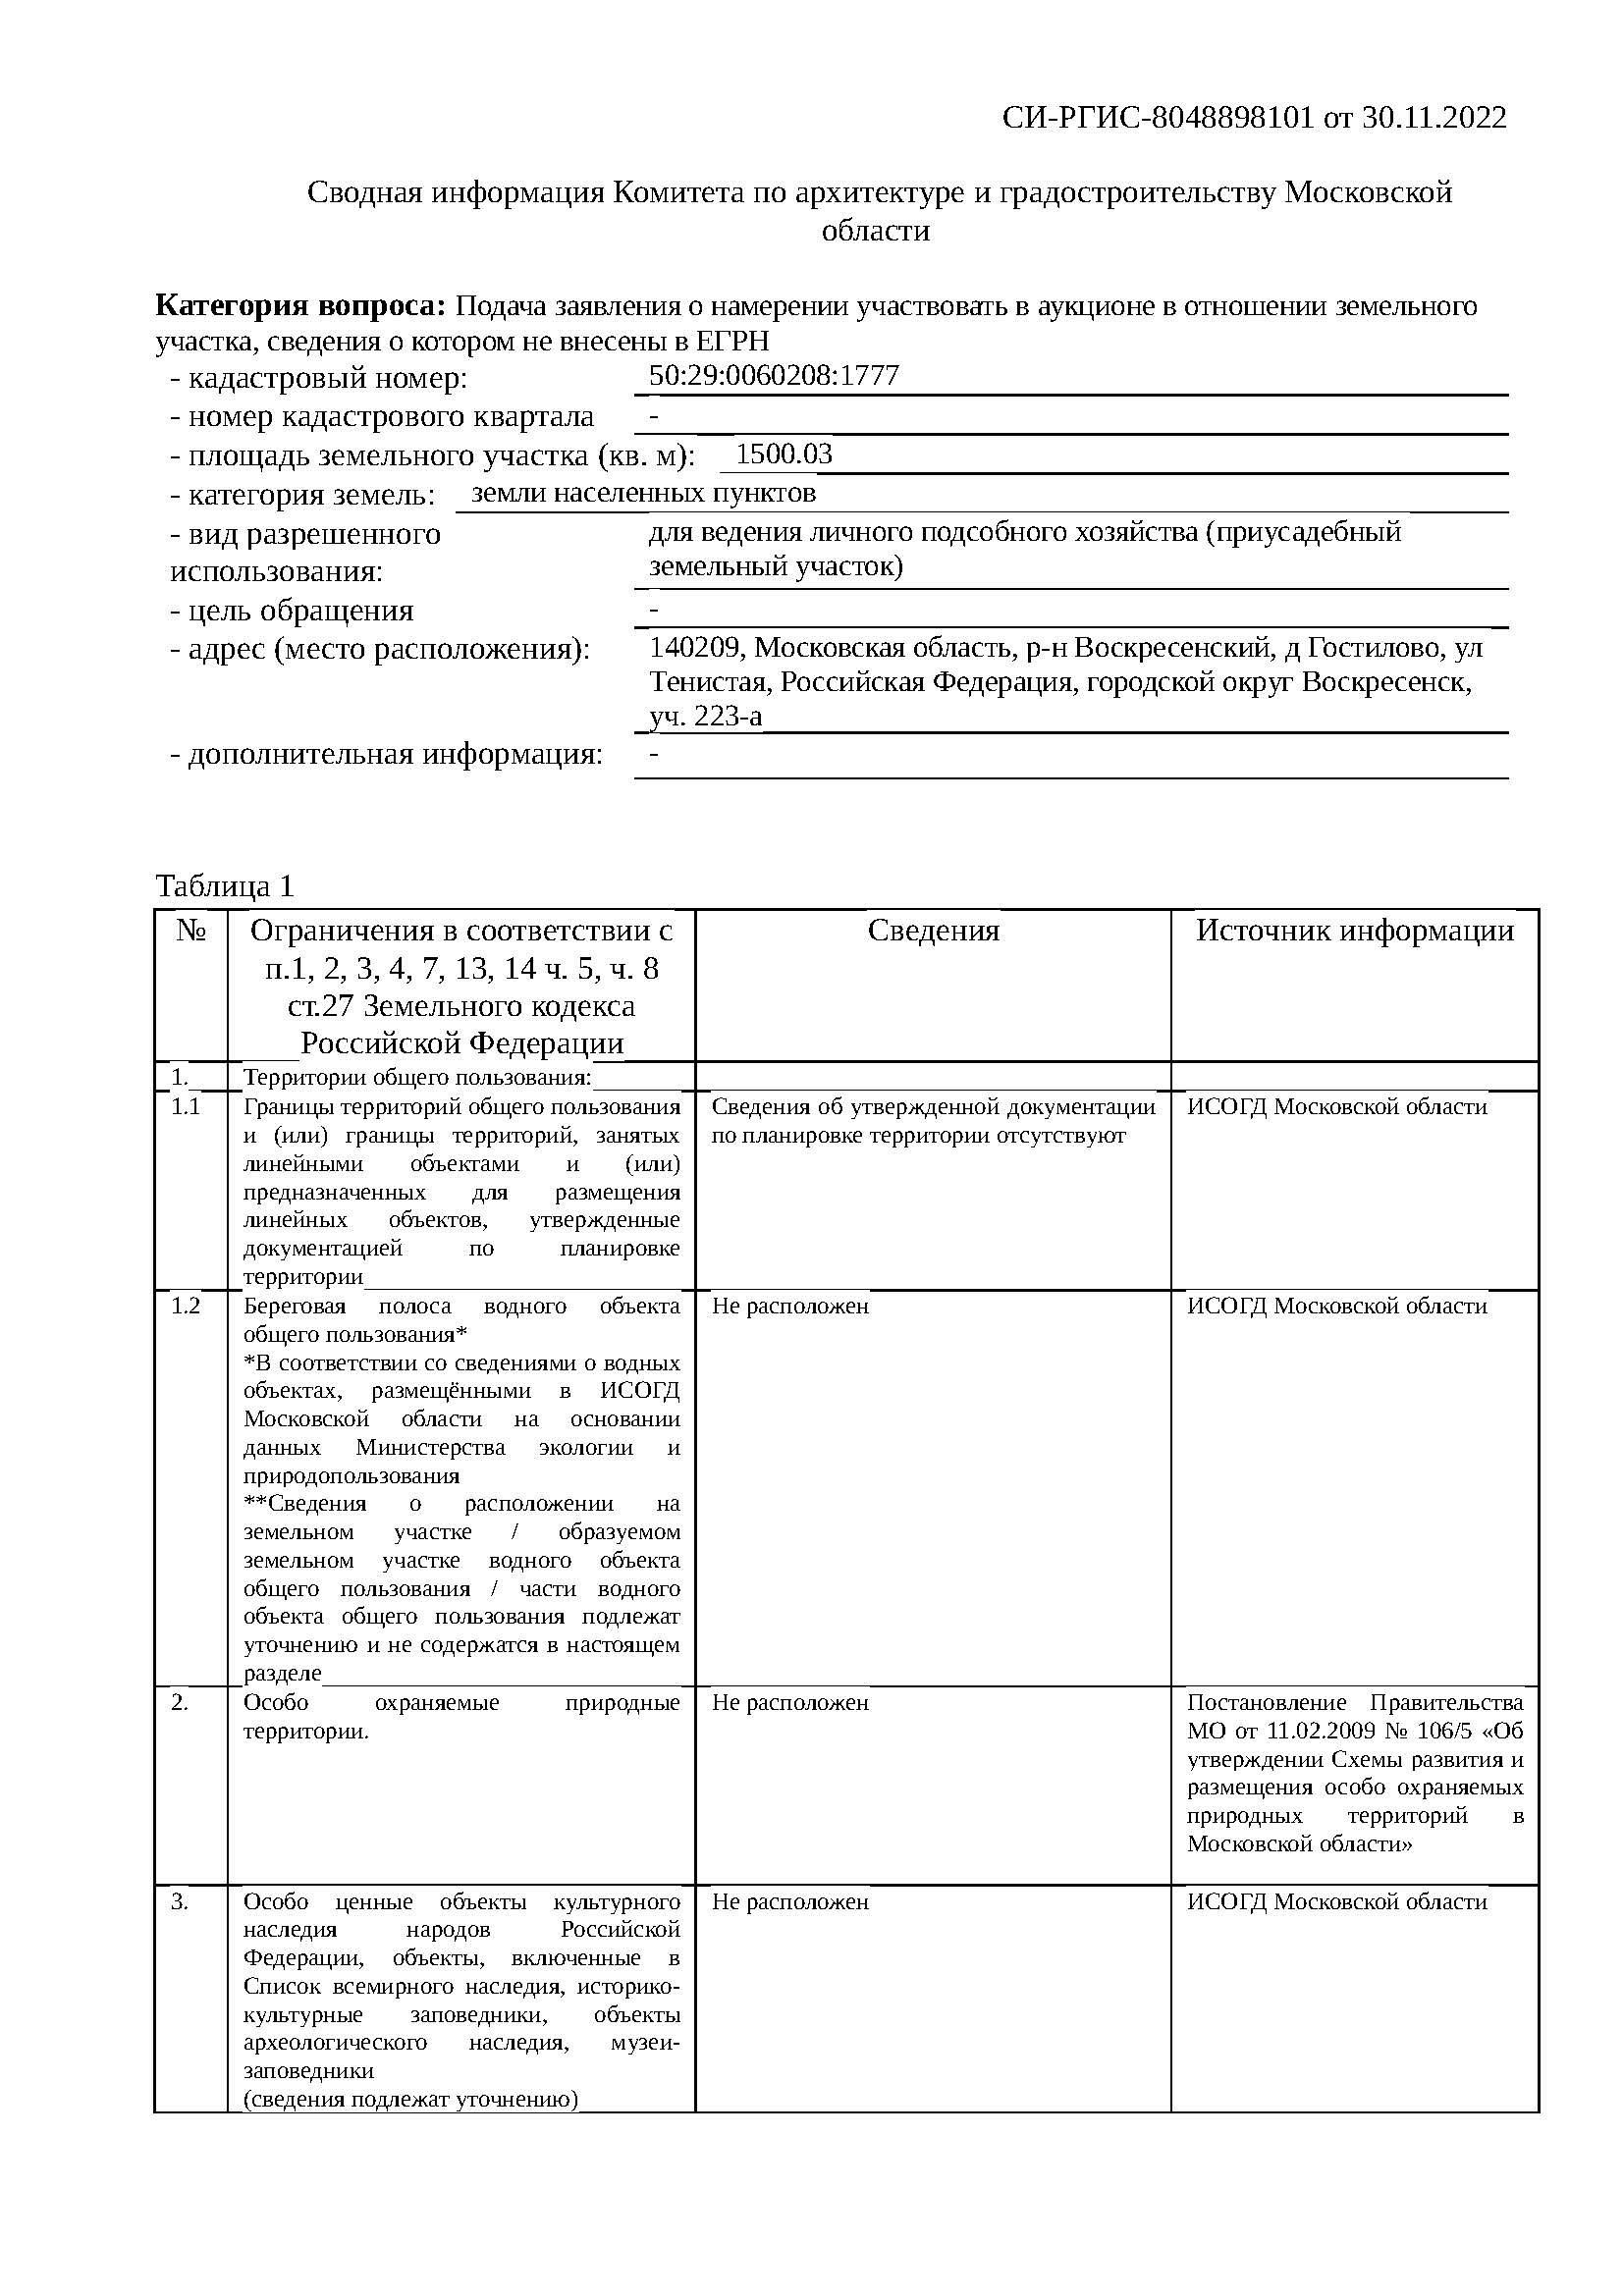 СИ-РГИС-8048898101 от 30.11.2022
Сводная информация Комитета по архитектуре и градостроительству Московской
области
Категория вопроса: Подача заявления о намерении участвовать в аукционе в отношении земельного
участка, сведения о котором не внесены в ЕГРН
- кадастровый номер: 50:29:0060208:1777
- номер кадастрового квартала -
- площадь земельного участка (кв. м): 1500.03
- категория земель: земли населенных пунктов
- вид разрешенного
использования:
для ведения личного подсобного хозяйства (приусадебный
земельный участок)
- цель обращения -
- адрес (место расположения):
140209, Московская область, р-н Воскресенский, д Гостилово, ул
Тенистая, Российская Федерация, городской округ Воскресенск,
уч. 223-а
- дополнительная информация: -
Таблица 1
№
Ограничения в соответствии с
п.1, 2, 3, 4, 7, 13, 14 ч. 5, ч. 8
ст.27 Земельного кодекса
Российской Федерации
Сведения
Источник информации
1.
Территории общего пользования:
1.1
Границы территорий общего пользования
и (или) границы территорий, занятых
линейными объектами и (или)
предназначенных для размещения
линейных объектов, утвержденные
документацией по планировке
территории
Сведения об утвержденной документации
по планировке территории отсутствуют
ИСОГД Московской области
1.2
Береговая полоса водного объекта
общего пользования*
*В соответствии со сведениями о водных
объектах, размещёнными в ИСОГД
Московской области на основании
данных Министерства экологии и
природопользования
**Сведения о расположении на
земельном участке / образуемом
земельном участке водного объекта
общего пользования / части водного
объекта общего пользования подлежат
уточнению и не содержатся в настоящем
разделе
Не расположен
ИСОГД Московской области
2.
Особо охраняемые природные
территории.
Не расположен
Постановление Правительства
МО от 11.02.2009 № 106/5 «Об
утверждении Схемы развития и
размещения особо охраняемых
природных территорий в
Московской области»
3.
Особо ценные объекты культурного
наследия народов Российской
Федерации, объекты, включенные в
Список всемирного наследия, историко-
культурные заповедники, объекты
археологического наследия, музеи-
заповедники
(сведения подлежат уточнению)
Не расположен
ИСОГД Московской области